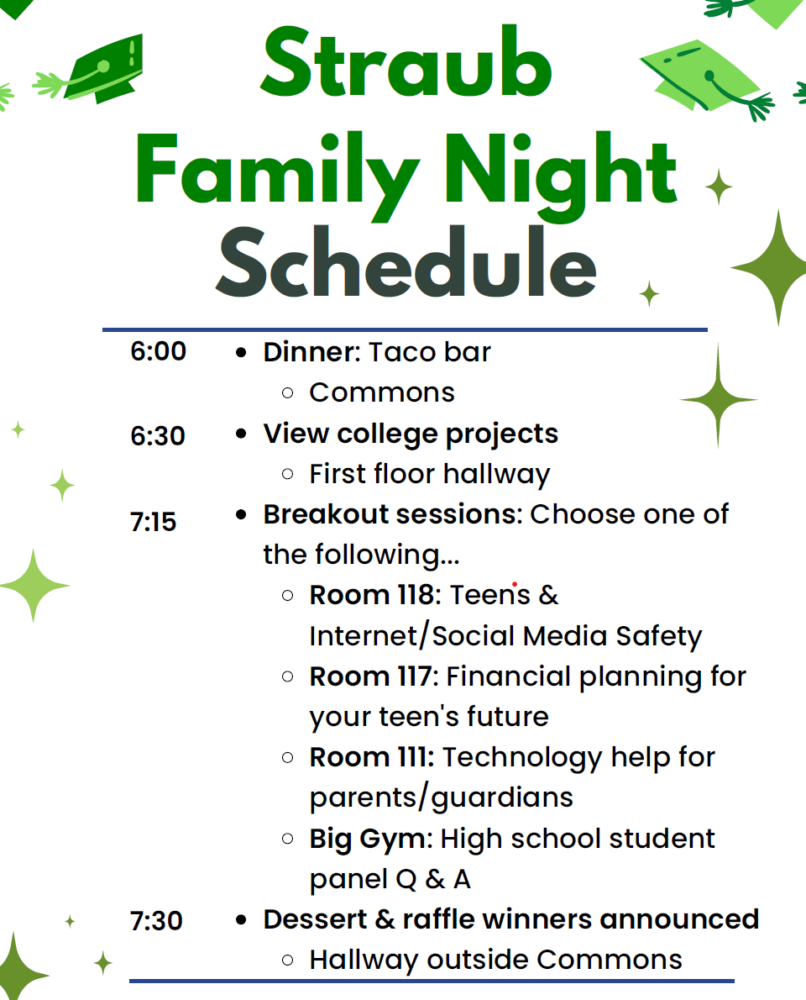 Straub
Family Night
Schedule
6:00
• Dinner: Taco bar
○ Commons
6:30
• View college projects
○ First floor hallway
7:15
• Breakout sessions: Choose one of
the following...
○ Room 118: Teens &
Internet/Social Media Safety
○ Room 117: Financial planning for
your teen's future
○ Room 111: Technology help for
parents/guardians
○ Big Gym: High school student
panel Q & A
7:30
• Dessert & raffle winners announced
○ Hallway outside Commons